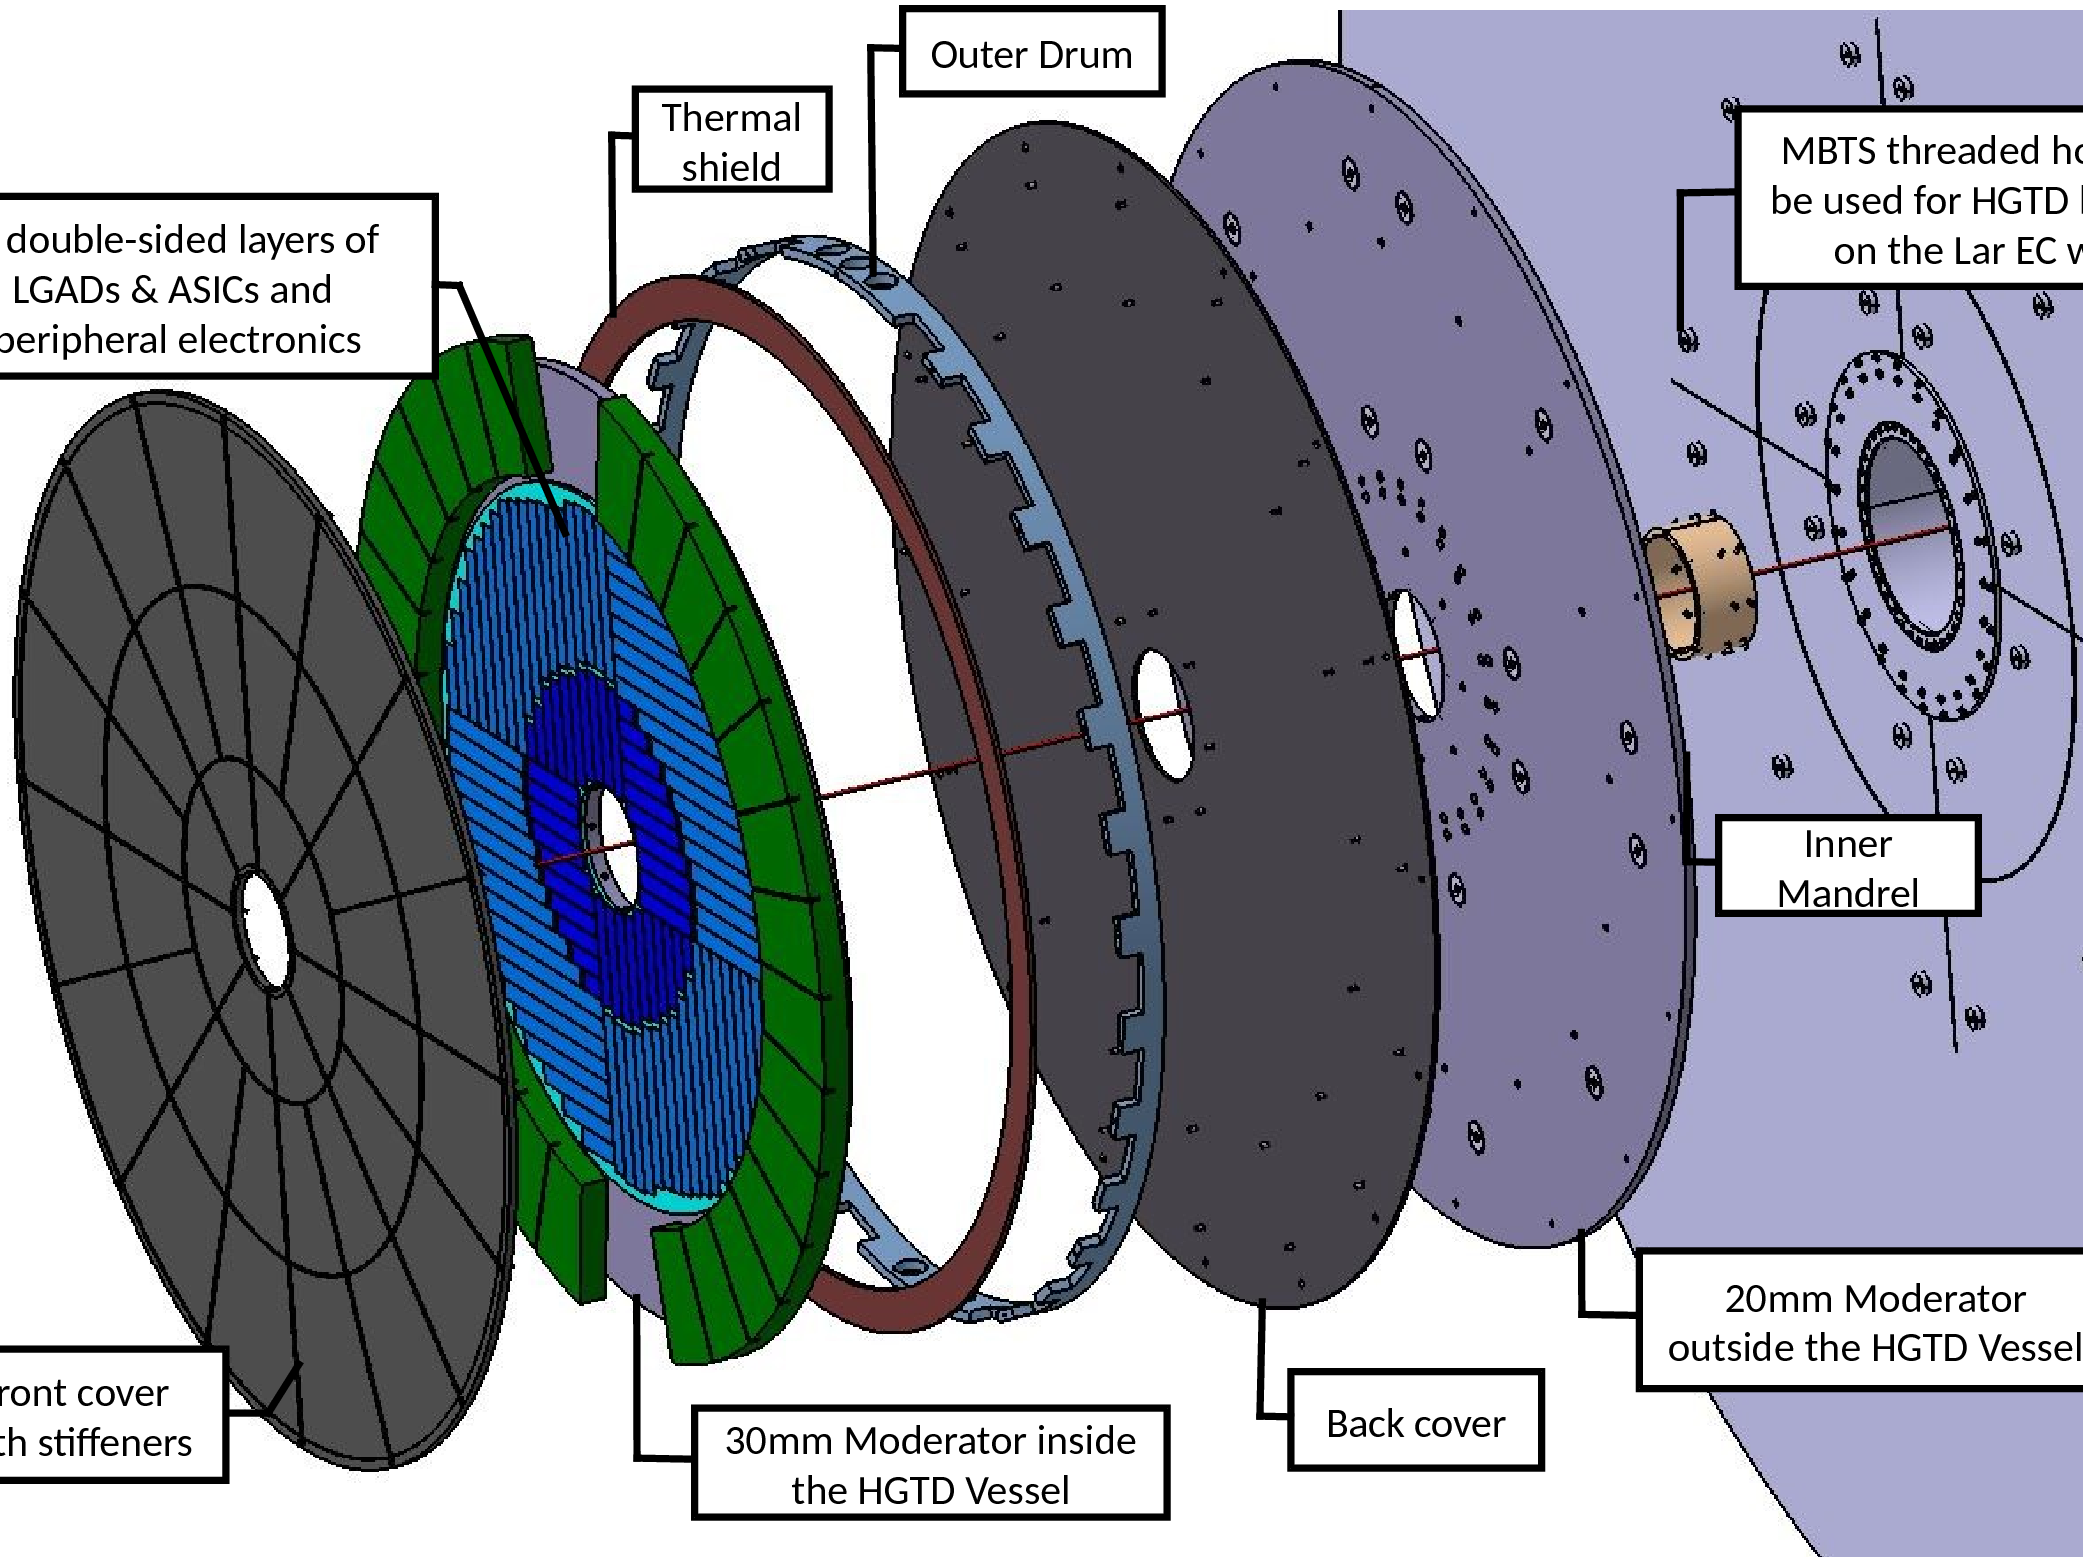 Outer Drum
Thermal
shield
MBTS threaded
be used for HGTD
on the Lar EC
double-sided layers of
LGADs & ASICs and
peripheral electronics
Inner
Mandrel
20mm Moderator
outside the HGTD Vessel
ront cover
th stiffeners
Back cover
30mm Moderator inside
the HGTD Vessel